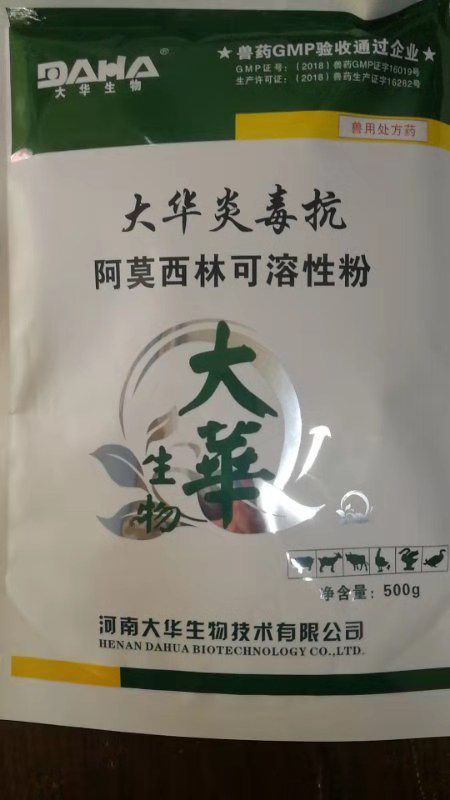 DAHA®
大华生物
★兽药GMP验收通过企业★
GMP证号：（2018）兽药GMP证字16019号
生产许可证：（2018）兽药生产证字16262号
兽用处方药
大华炎毒抗
阿莫西林可溶性粉
大華
生物
净含量：500g
河南大华生物技术有限公司
HENAN DAHUA BIOTECHNOLOGY CO.,LTD.